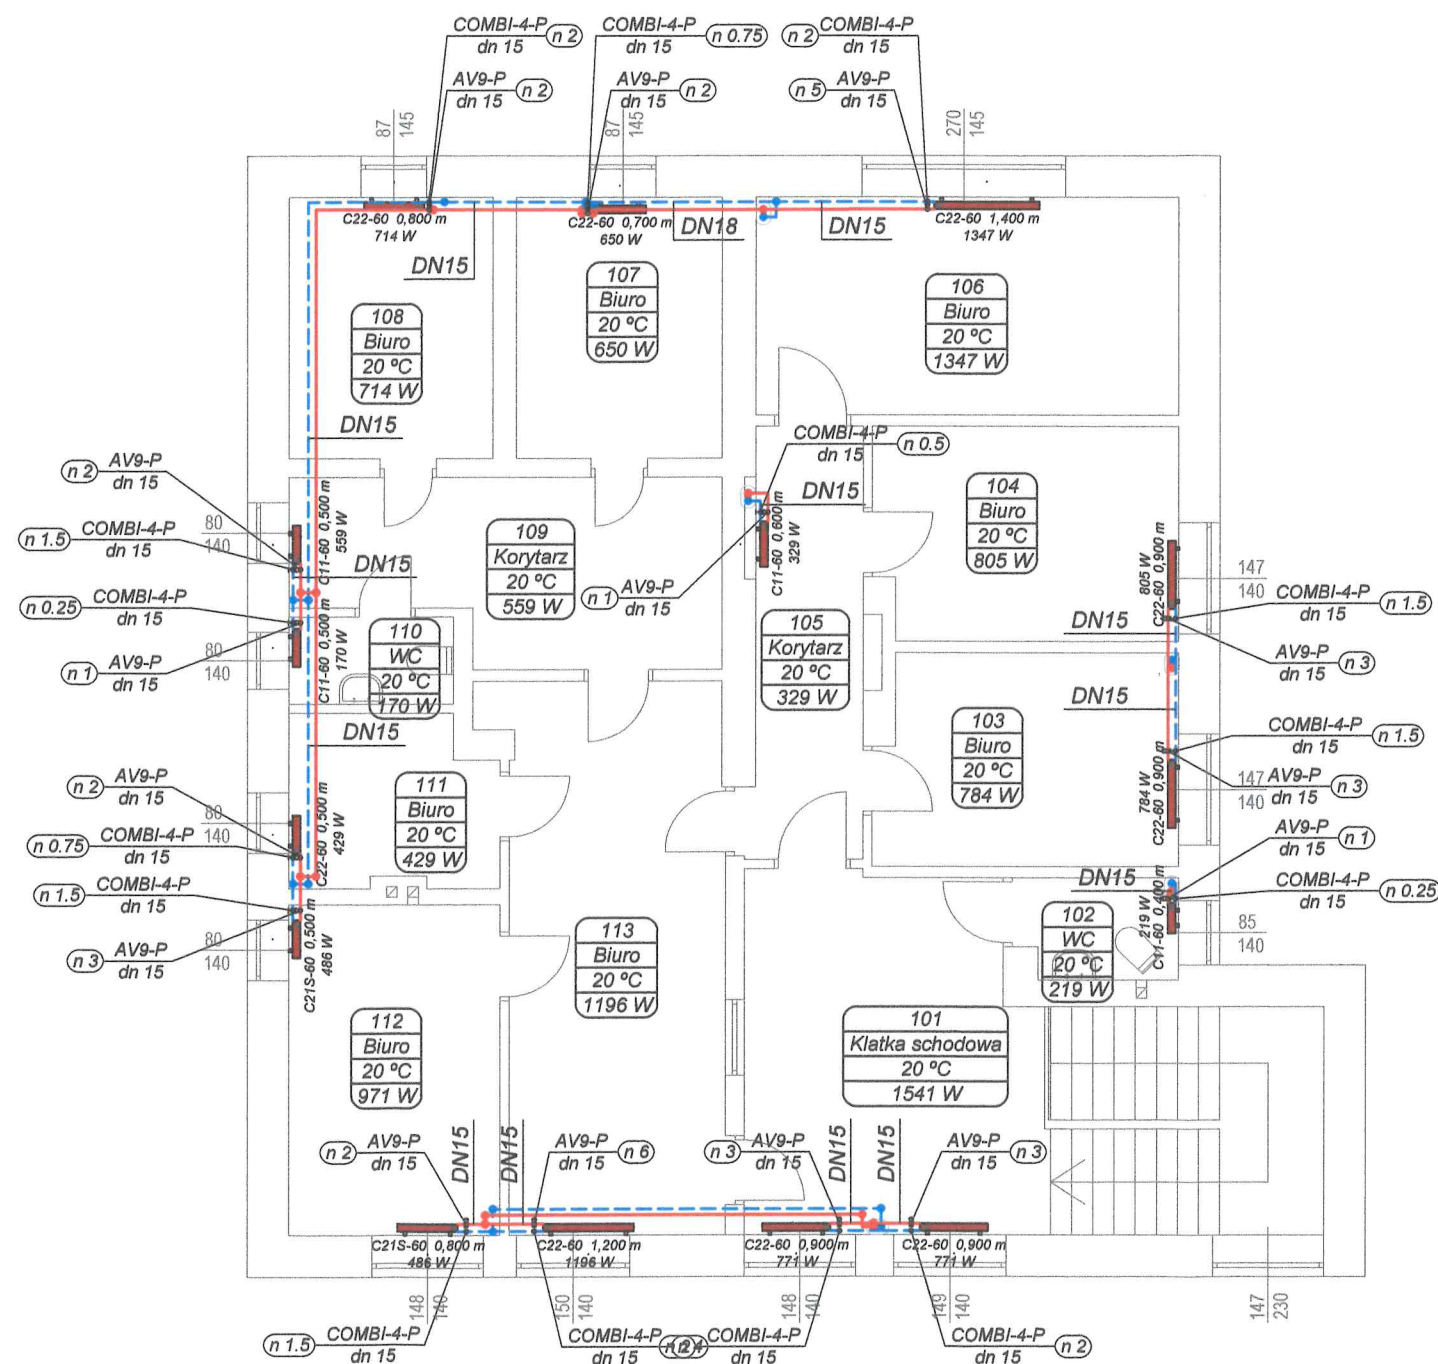 COMBI-4-P
dn 15
n 2
COMBI-4-P
dn 15
n 0.75
n 2
COMBI-4-P
dn 15
AV9-P
dn 15
n 2
AV9-P
dn 15
n 2
n 5
AV9-P
dn 15
87
145
87
145
270
145
C22-60 0,800 m
714 W
C22-60 0,700 m
650 W
C22-60 1,400 m
1347 W
DN15
DN18
DN15
108
Biuro
20 ºC
714 W
107
Biuro
20 ºC
650 W
106
Biuro
20 ºC
1347 W
DN15
n 2
AV9-P
dn 15
n 1.5
COMBI-4-P
dn 15
n 0.25
COMBI-4-P
dn 15
n 1
AV9-P
dn 15
80
140
80
140
C11-60 0,500 m
559 W
C11-60 0,500 m
170 W
DN15
109
Korytarz
20 ºC
559 W
COMBI-4-P
dn 15
n 0.5
DN15
C11-60 0,600 m
329 W
n 1
AV9-P
dn 15
104
Biuro
20 ºC
805 W
805 W
C22-60 0,900 m
147
140
COMBI-4-P
dn 15
n 1.5
DN15
AV9-P
dn 15
n 3
110
WC
20 ºC
170 W
105
Korytarz
20 ºC
329 W
DN15
103
Biuro
20 ºC
784 W
DN15
COMBI-4-P
dn 15
n 1.5
784 W
C22-60 0,900 m
AV9-P
dn 15
n 3
147
140
n 2
AV9-P
dn 15
n 0.75
COMBI-4-P
dn 15
n 1.5
COMBI-4-P
dn 15
n 3
AV9-P
dn 15
80
140
80
140
C22-60 0,500 m
429 W
C21S-60 0,500 m
486 W
111
Biuro
20 ºC
429 W
AV9-P
dn 15
n 1
DN15
COMBI-4-P
dn 15
n 0.25
219 W
C11-60 0,400 m
85
140
102
WC
20 ºC
219 W
113
Biuro
20 ºC
1196 W
112
Biuro
20 ºC
971 W
101
Klatka schodowa
20 ºC
1541 W
n 2
AV9-P
dn 15
DN15
DN15
AV9-P
dn 15
n 6
n 3
AV9-P
dn 15
DN15
DN15
AV9-P
dn 15
n 3
C21S-60 0,800 m
486 W
C22-60 1,200 m
1196 W
C22-60 0,900 m
771 W
C22-60 0,900 m
771 W
148
140
150
140
148
140
149
140
147
230
n 1.5
COMBI-4-P
dn 15
COMBI-4-P
dn 15
COMBI-4-P
dn 15
COMBI-4-P
dn 15
n 2